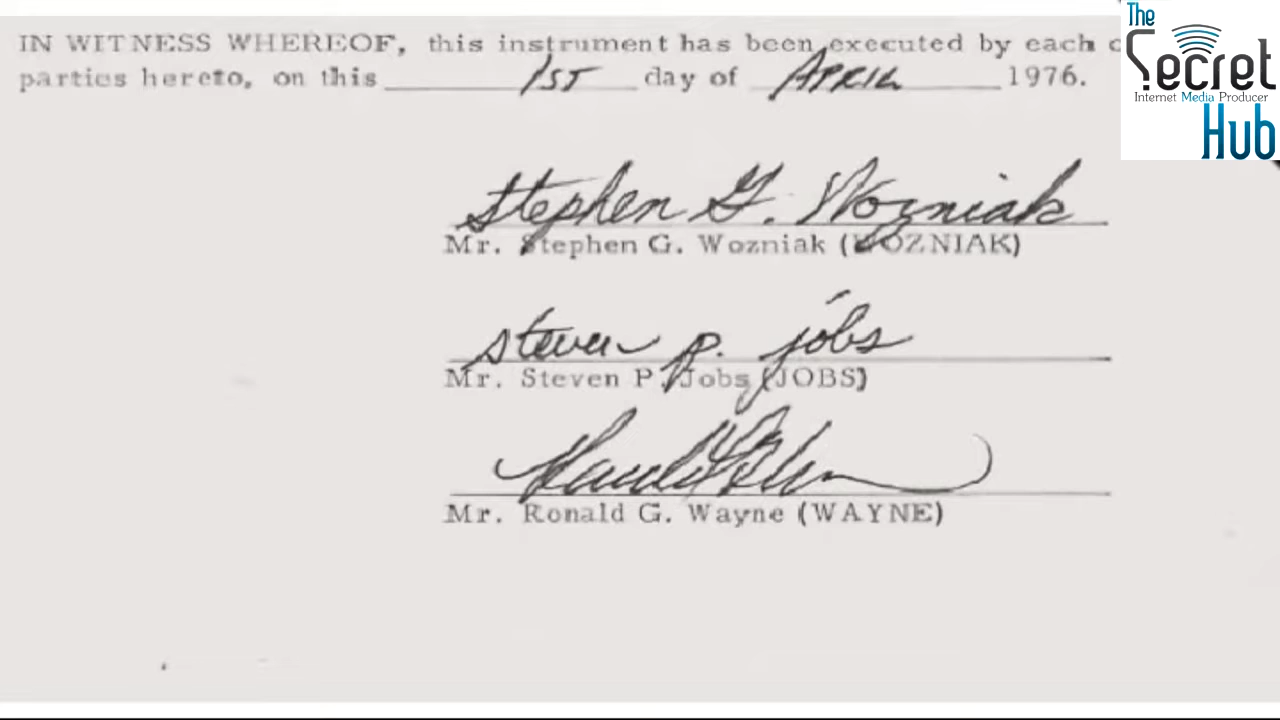 IN WITNESS WHEREOF, this instrument has been executed by each
parties hereto, on this 1ST day of APRIL 1976.
Stephen G. Wozniak
Mr. Stephen G. Wozniak (WOZNIAK)
steven p. jobs
Mr. Steven P. Jobs (JOBS)
Mr. Ronald G. Wayne (WAYNE)
The
Secret
Internet Media Producer
Hub